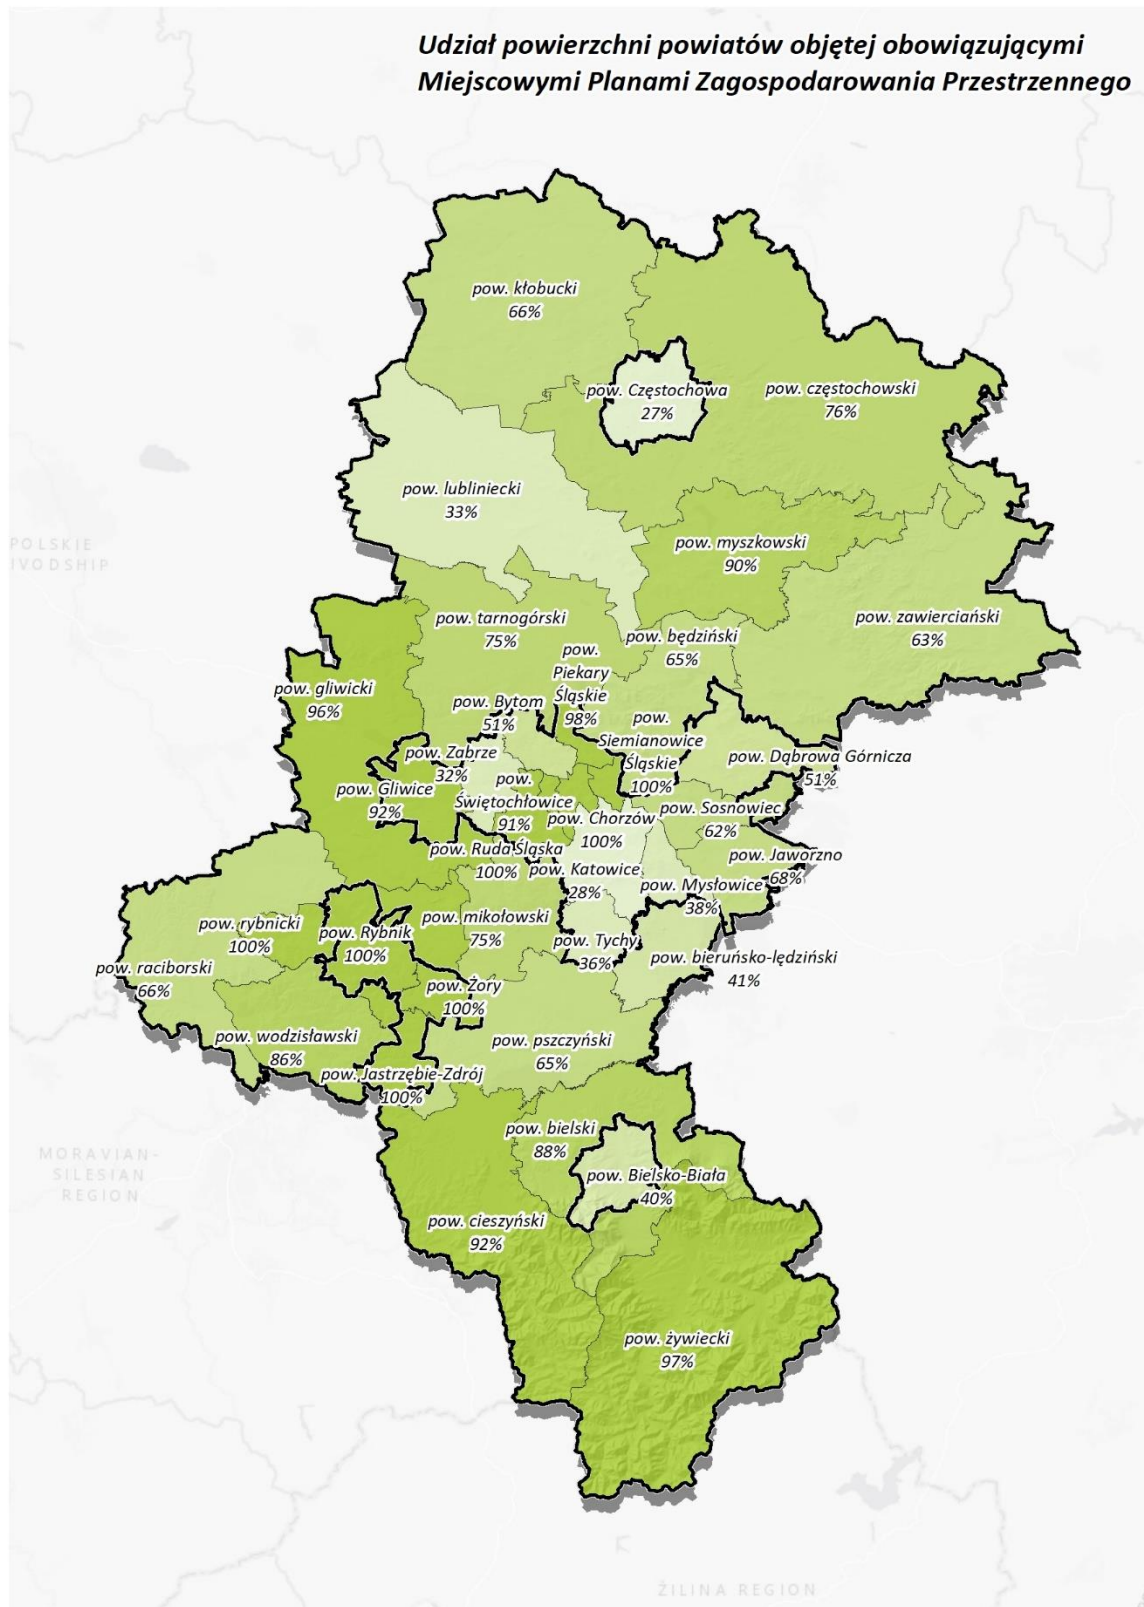 Udział powierzchni powiatów objętej obowiązującymi
Miejscowymi Planami Zagospodarowania Przestrzennego
pow. kłobucki
66%
pow. Częstochowa
27%
pow. częstochowski
76%
pow. lubliniecki
33%
POLSKIE
IVODSHIP
pow. myszkowski
90%
pow. zawierciański
63%
pow. tarnogórski
75%
pow. będziński
65%
pow.
Piekary
Śląskie
98%
pow. gliwicki
96%
pow. Bytom
51%
pow.
Siemianowice
Śląskie
100%
pow. Dąbrowa Górnicza
51%
pow. Zabrze
32%
pow. Gliwice
92%
pow.
Świętochłowice
91%
pow. Chorzów
100%
pow. Sosnowiec
62%
pow. Ruda Śląska
100%
pow. Katowice
28%
pow. Jaworzno
68%
pow. Mysłowice
38%
pow. rybnicki
100%
pow. Rybnik
100%
pow. mikołowski
75%
pow. Tychy
36%
pow. bieruńsko-lędziński
41%
pow. raciborski
66%
pow. Żory
100%
pow. wodzisławski
86%
pow. pszczyński
65%
pow. Jastrzębie-Zdrój
100%
pow. bielski
88%
MORAVIAN-
SILESIAN
REGION
pow. Bielsko-Biała
40%
pow. cieszyński
92%
pow. żywiecki
97%
ŽILINA REGION